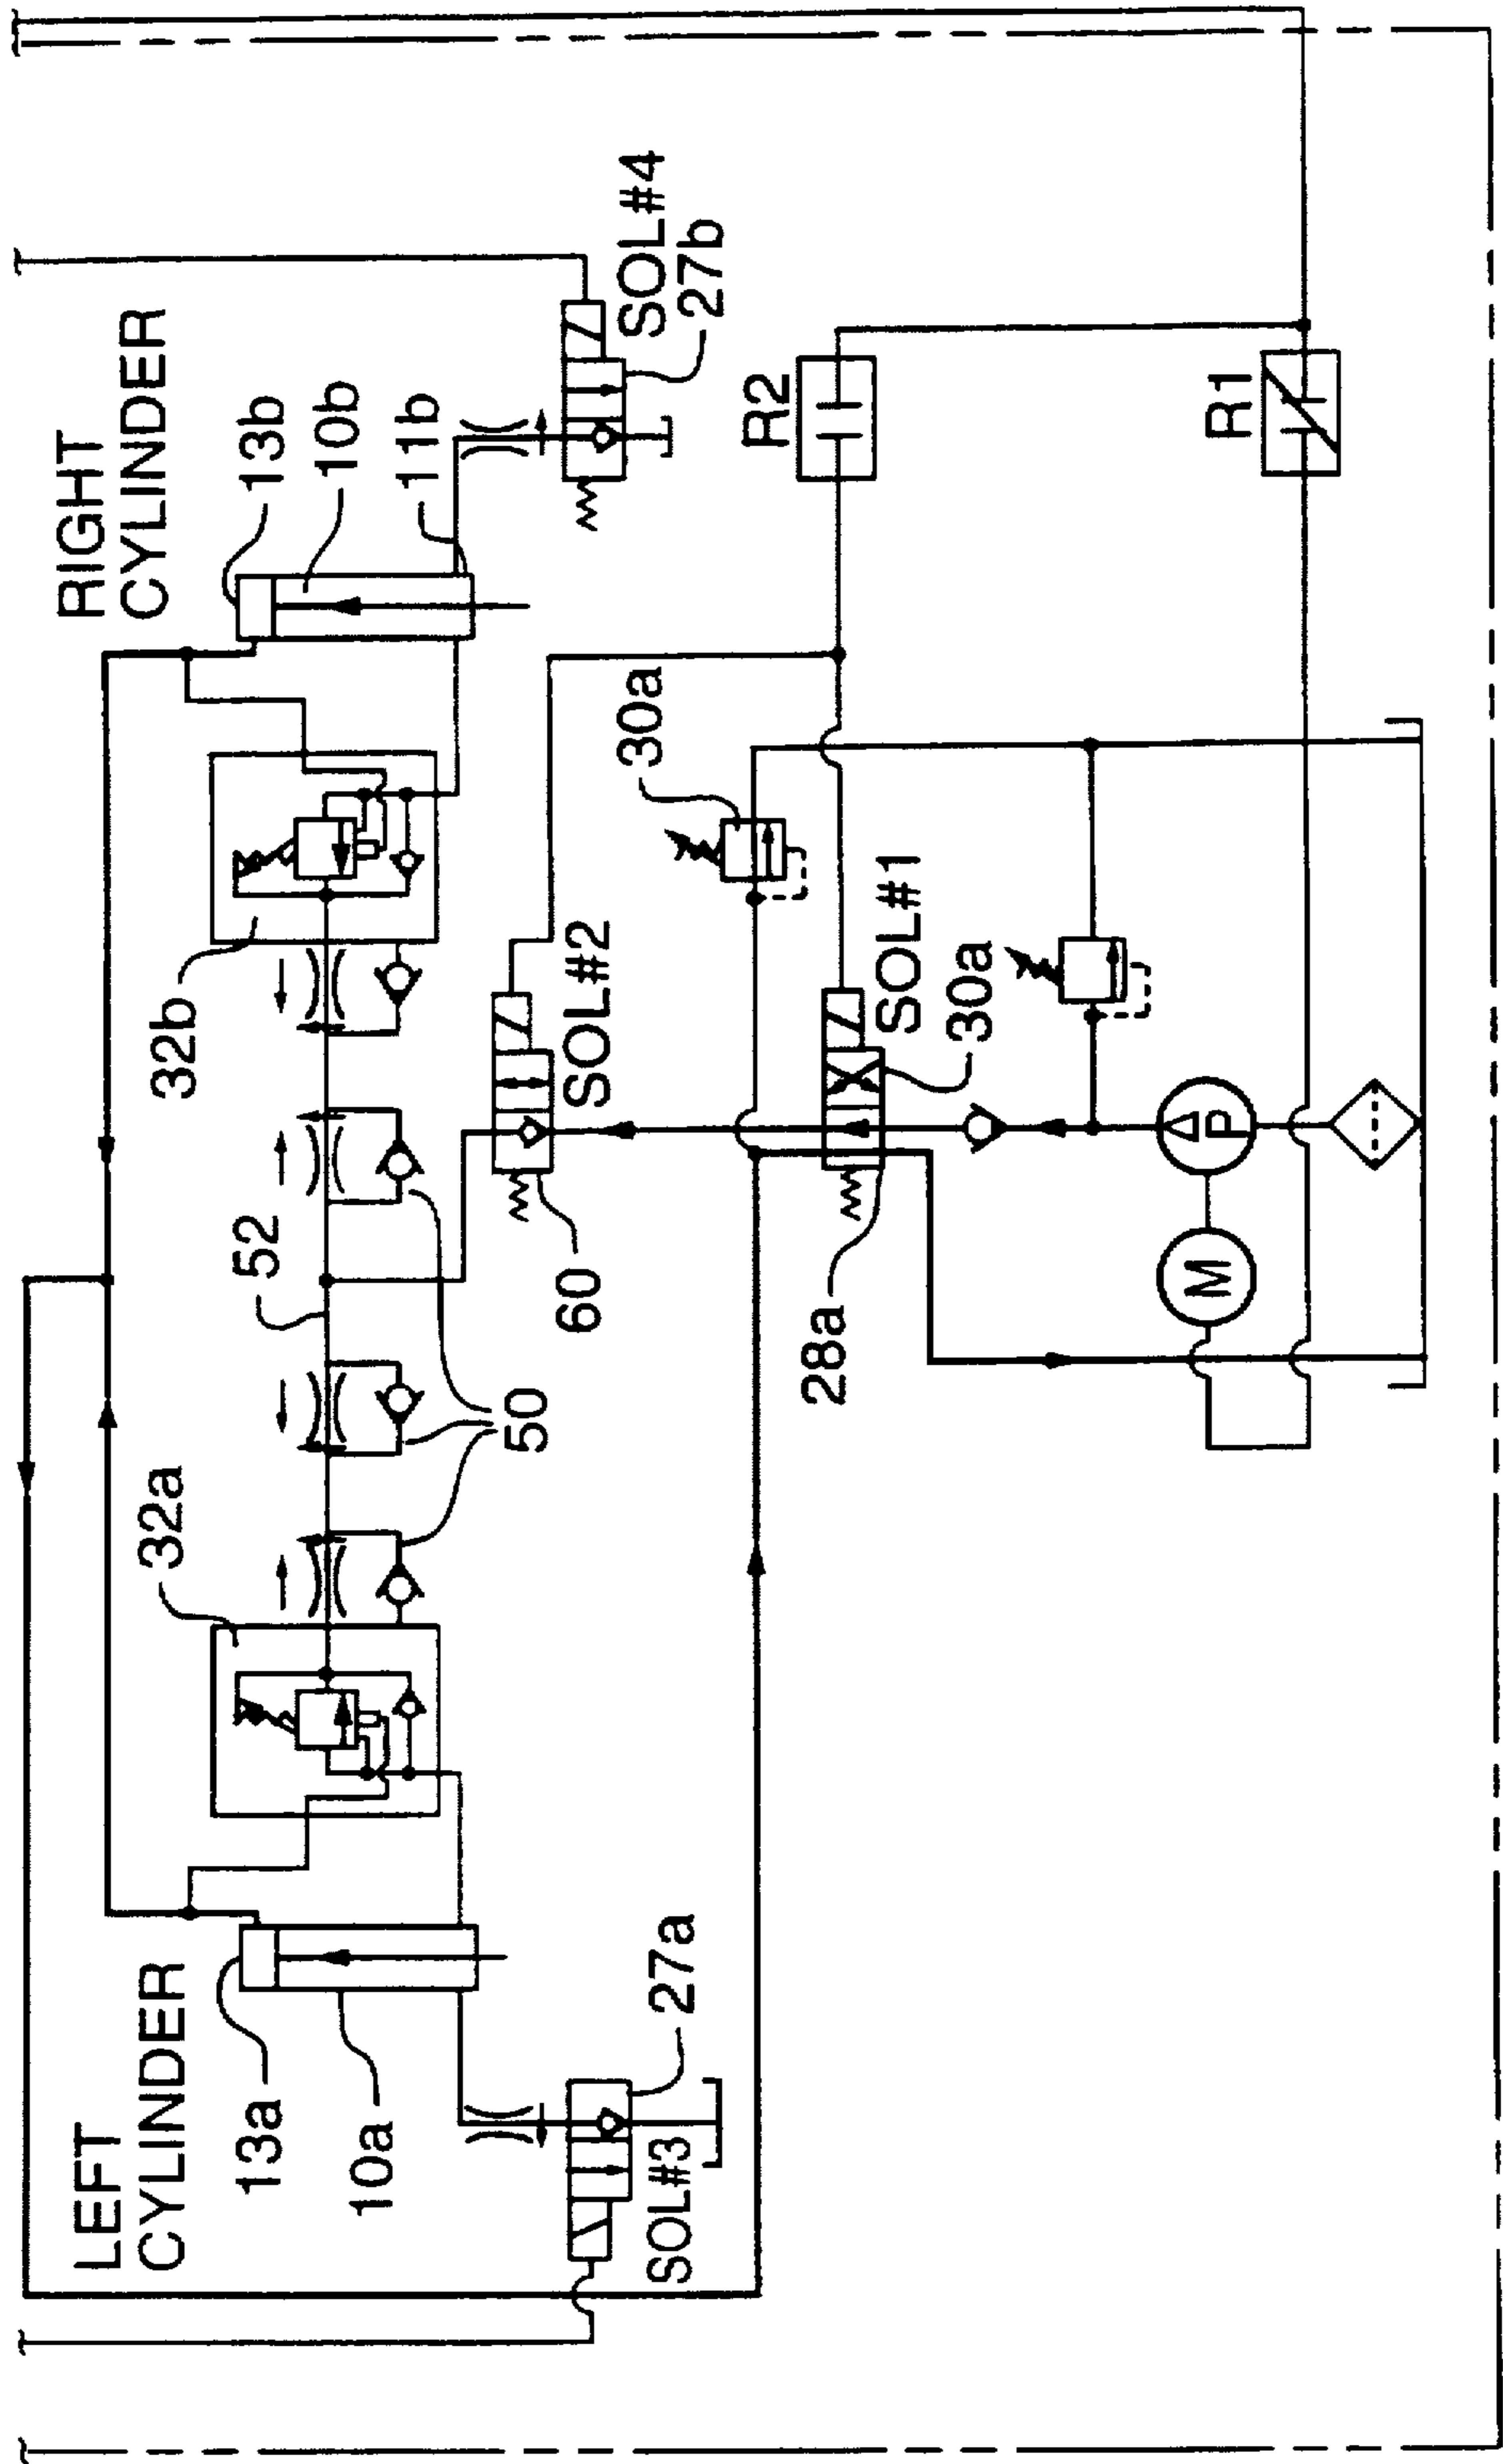 LEFT
CYLINDER
RIGHT
CYLINDER
13a
10a
32a
52
32b
13b
10b
11b
50
SOL#3
27a
60
SOL#2
SOL#4
27b
28a
SOL#1
30a
30a
R2
M
P
R1